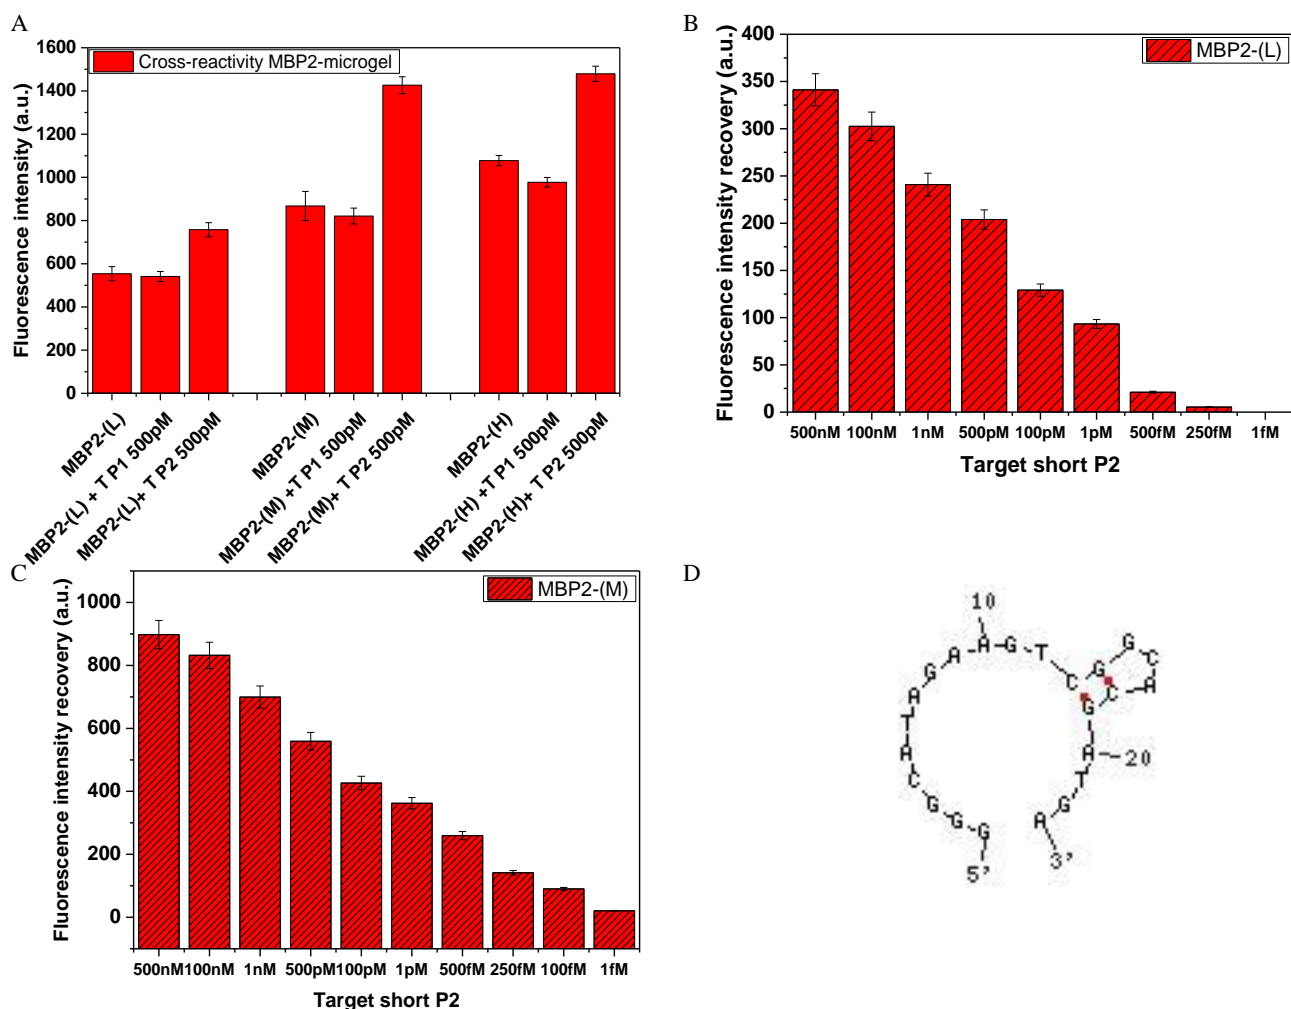 A
Fluorescence intensity (a.u.)
1600
1400
1200
1000
800
600
400
200
0
Cross-reactivity MBP2-microgel
MBP2-(L)
MBP2-(L) + T P1 500pM
MBP2-(L)+ T P2 500pM
MBP2-(M)
MBP2-(M) +T P1 500pM
MBP2-(M)+ T P2 500pM
MBP2-(H)
MBP2-(H) +T P1 500pM
MBP2-(H)+ T P2 500pM
B
Fluorescence intensity recovery (a.u.)
400
350
300
250
200
150
100
50
0
MBP2-(L)
500nM 100nM 1nM 500pM 100pM 1pM 500fM 250fM 1fM
Target short P2
C
Fluorescence intensity recovery (a.u.)
1000
800
600
400
200
0
MBP2-(M)
500nM 100nM 1nM 500pM 100pM 1pM 500fM 250fM 100fM 1fM
Target short P2
D
5'
G G G C A T A G A A G T C G G C A C G A T G A
10
20
3'